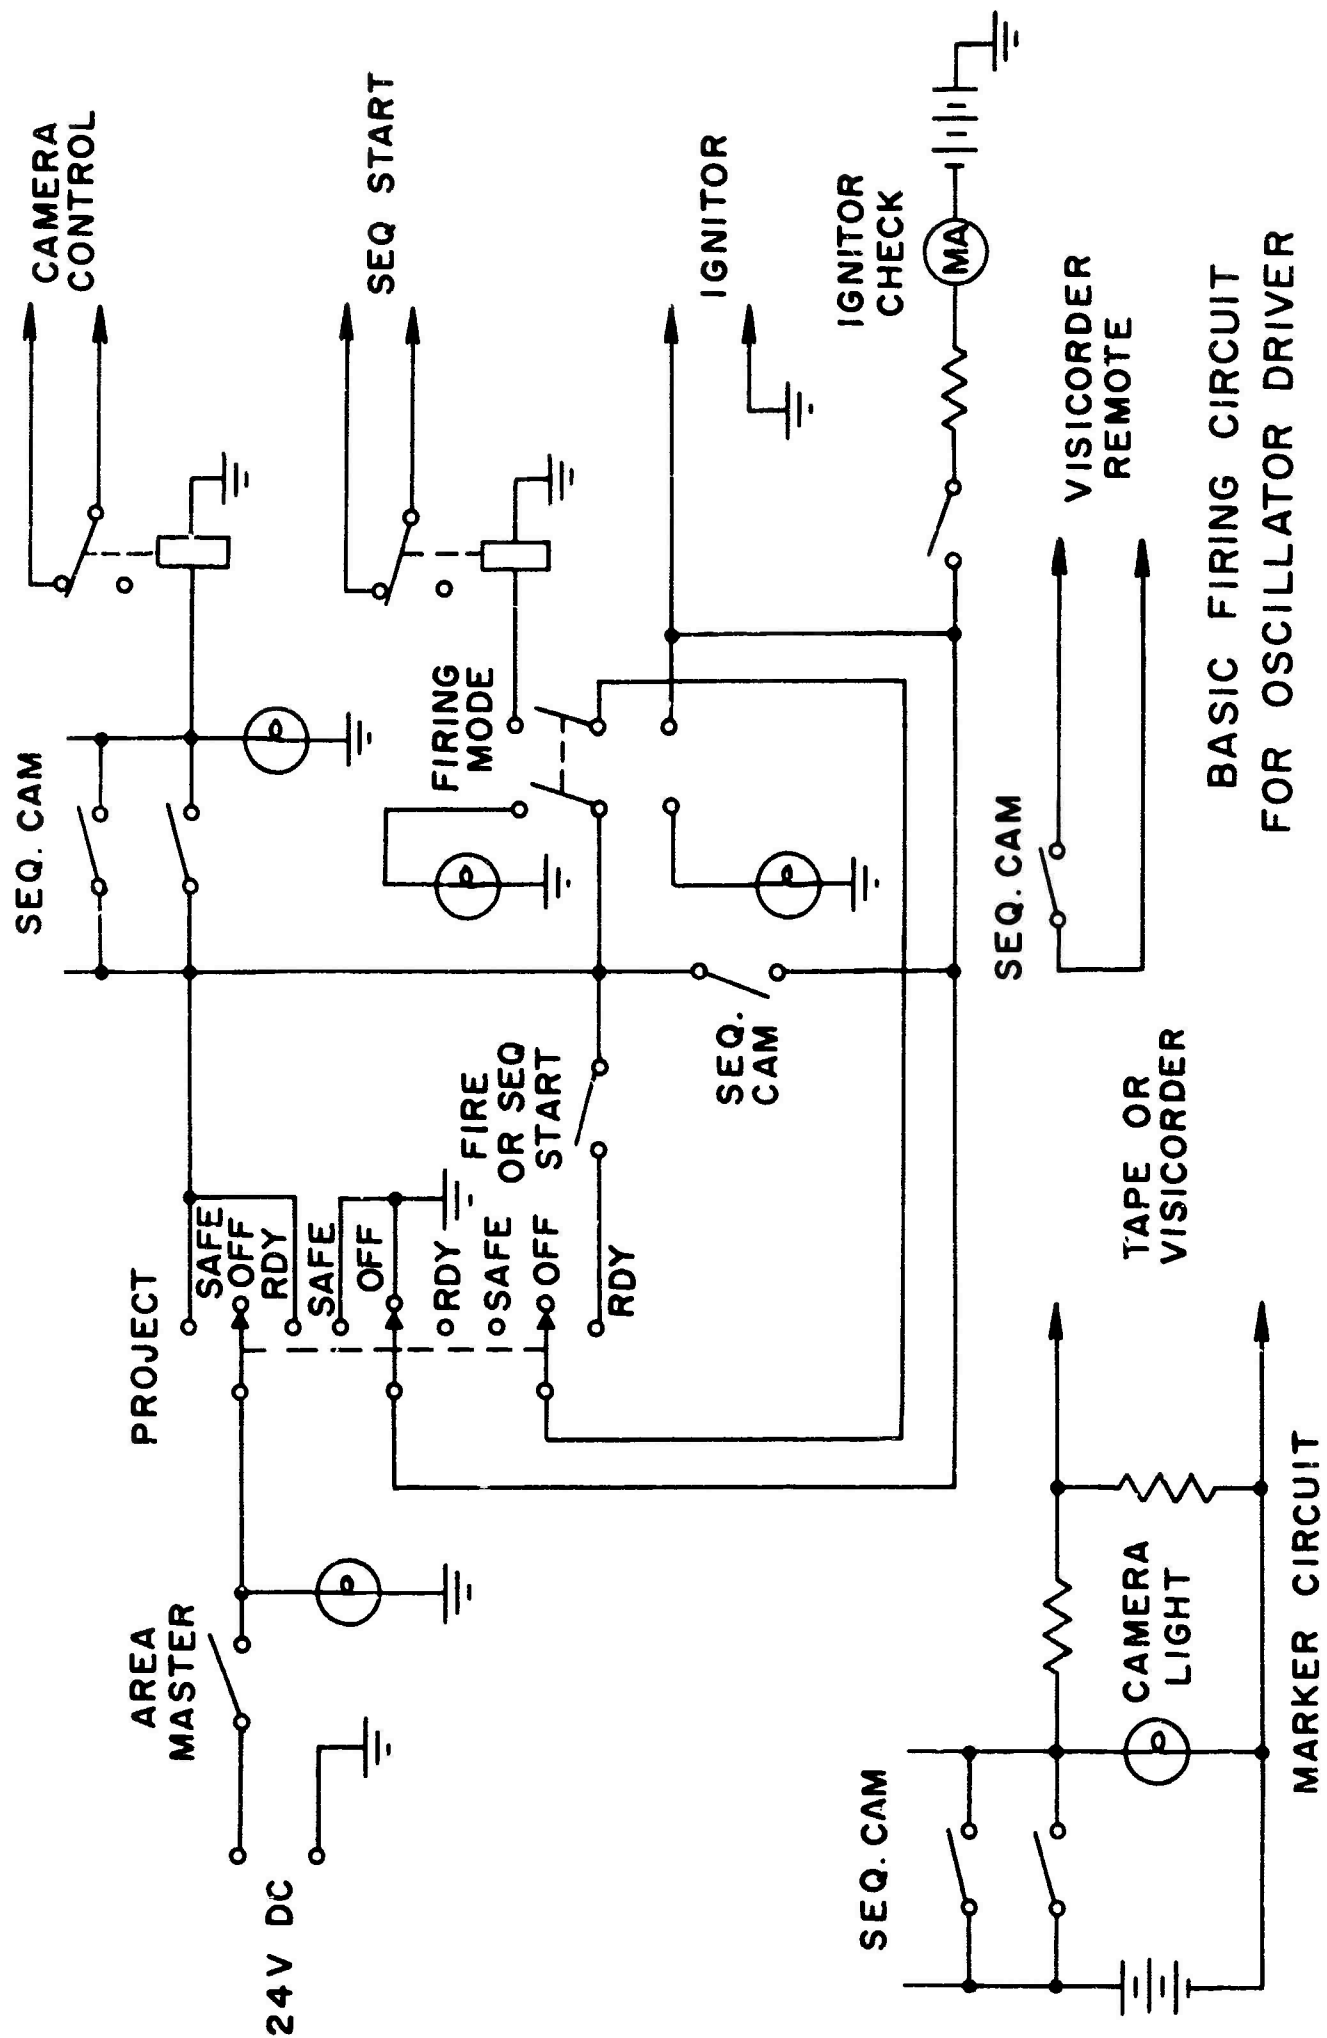 CAMERA
CONTROL
SEQ START
IGNITOR
IGNITOR
CHECK
MA
SEQ. CAM
FIRING
MODE
VISICORDER
REMOTE
SEQ. CAM
SEQ.
CAM
FIRE
OR SEQ
START
PROJECT
SAFE
OFF
RDY
SAFE
OFF
RDY
SAFE
OFF
RDY
AREA
MASTER
24V DC
TAPE OR
VISICORDER
SEQ. CAM
CAMERA
LIGHT
MARKER CIRCUIT
BASIC FIRING CIRCUIT
FOR OSCILLATOR DRIVER